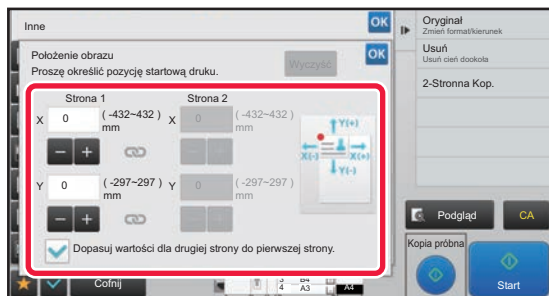 Inne
OK
Położenie obrazu
Proszę określić pozycję startową druku.
Wyczyść
OK
Strona 1
Strona 2
X 0 ( -432~432 ) mm
X 0 ( -432~432 ) mm
− +
− +
Y 0 ( -297~297 ) mm
Y 0 ( -297~297 ) mm
− +
− +
Y(+)
X(-) X(+)
Y(-)
Dopasuj wartości dla drugiej strony do pierwszej strony.
Cofnij
3 B4
4 A3
A4
Oryginał
Zmień format/kierunek
Usuń
Usuń cień dookoła
2-Stronna Kop.
Podgląd
CA
Kopia próbna
Start